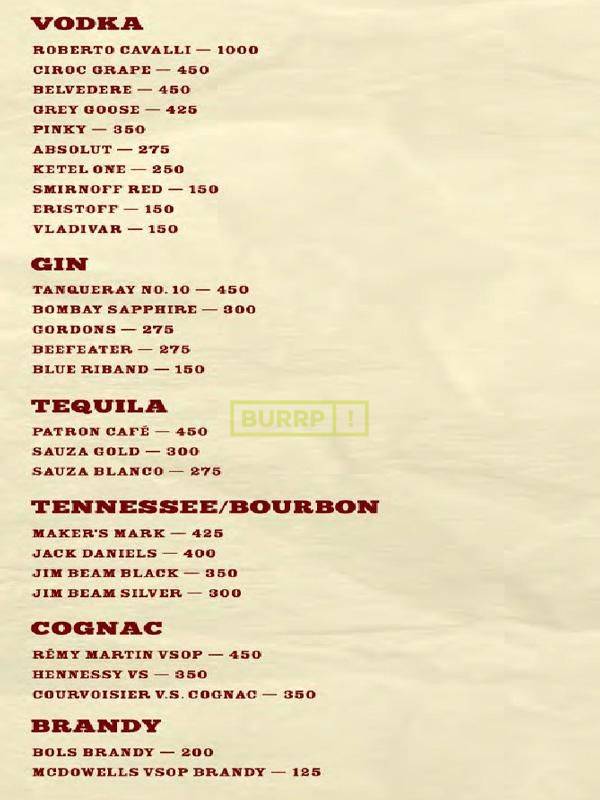 VODKA
ROBERTO CAVALLI — 1000
CIROC GRAPE — 450
BELVEDERE — 450
GREY GOOSE — 425
PINKY — 350
ABSOLUT — 275
KETEL ONE — 250
SMIRNOFF RED — 150
ERISTOFF — 150
VLADIVAR — 150
GIN
TANQUERAY NO. 10 — 450
BOMBAY SAPPHIRE — 300
GORDONS — 275
BEEFEATER — 275
BLUE RIBAND — 150
TEQUILA
BURRP !
PATRON CAFÉ — 450
SAUZA GOLD — 300
SAUZA BLANCO — 275
TENNESSEE/BOURBON
MAKER'S MARK — 425
JACK DANIELS — 400
JIM BEAM BLACK — 350
JIM BEAM SILVER — 300
COGNAC
RÉMY MARTIN VSOP — 450
HENNESSY VS — 350
COURVOISIER V.S. COGNAC — 350
BRANDY
BOLS BRANDY — 200
MCDOWELLS VSOP BRANDY — 125